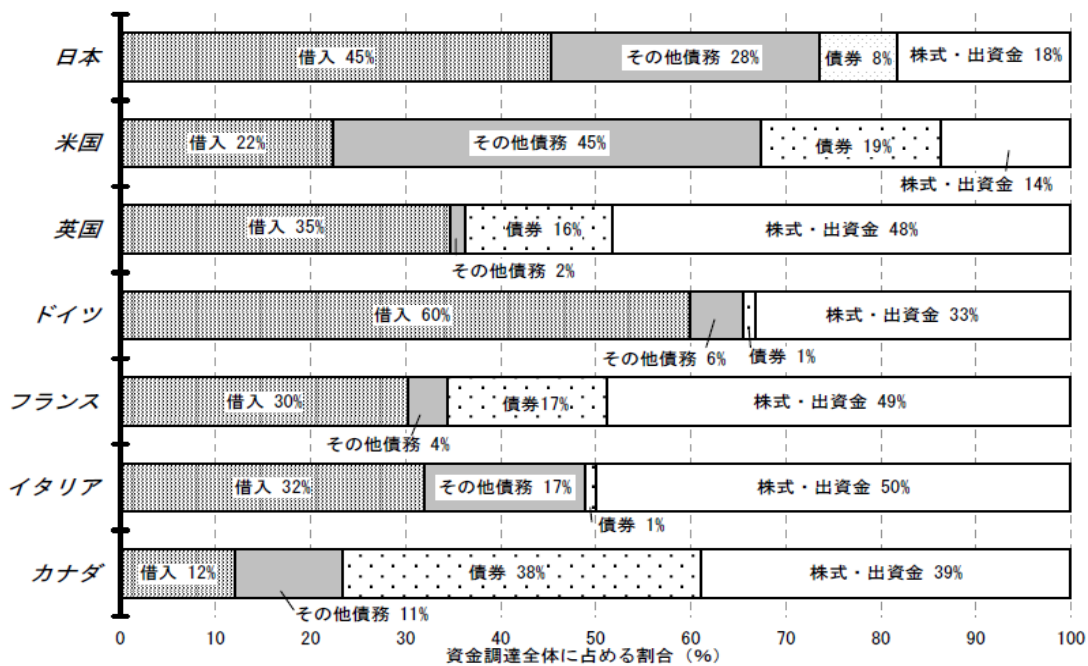 日本
借入 45%
その他債務 28%
債券 8%
株式・出資金 18%
米国
借入 22%
その他債務 45%
債券 19%
株式・出資金 14%
英国
借入 35%
その他債務 2%
債券 16%
株式・出資金 48%
ドイツ
借入 60%
その他債務 6%
債券 1%
株式・出資金 33%
フランス
借入 30%
その他債務 4%
債券17%
株式・出資金 49%
イタリア
借入 32%
その他債務 17%
債券 1%
株式・出資金 50%
カナダ
借入 12%
その他債務 11%
債券 38%
株式・出資金 39%
0 10 20 30 40 50 60 70 80 90 100
資金調達全体に占める割合（%）